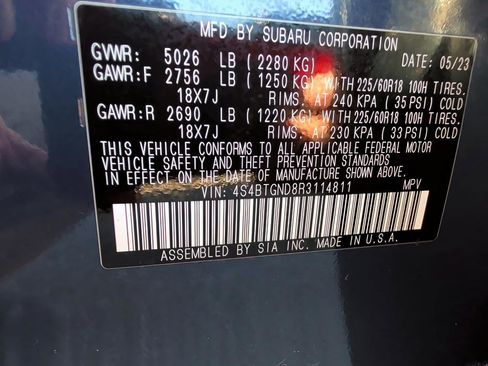 MFD BY SUBARU CORPORATION
GVWR: 5026 LB (2280 KG) DATE: 05/23
GAWR:F 2756 LB (1250 KG) WITH 225/60R18 100H TIRES.
18X7J RIMS. AT 240 KPA (35 PSI) COLD
GAWR:R 2690 LB (1220 KG) WITH 225/60R18 100H TIRES.
18X7J RIMS. AT 230 KPA (33 PSI) COLD
THIS VEHICLE CONFORMS TO ALL APPLICABLE FEDERAL MOTOR
VEHICLE SAFETY AND THEFT PREVENTION STANDARDS
IN EFFECT ON THE DATE OF MANUFACTURE SHOWN ABOVE.
VIN: 4S4BTGND8R3114811 MPV
ASSEMBLED BY SIA INC. MADE IN U.S.A.